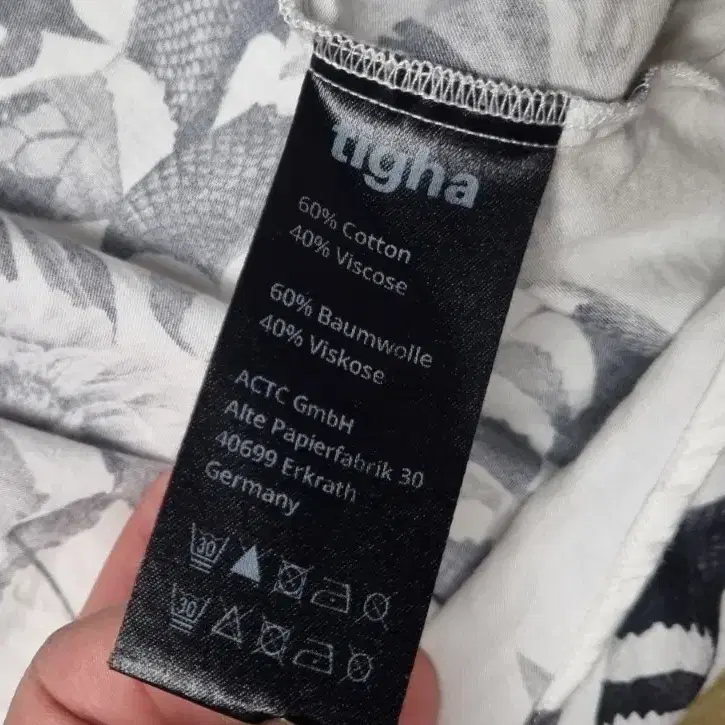 tigha
60% Cotton
40% Viscose
60% Baumwolle
40% Viskose
ACTC GmbH
Alte Papierfabrik 30
40699 Erkrath
Germany
30
30